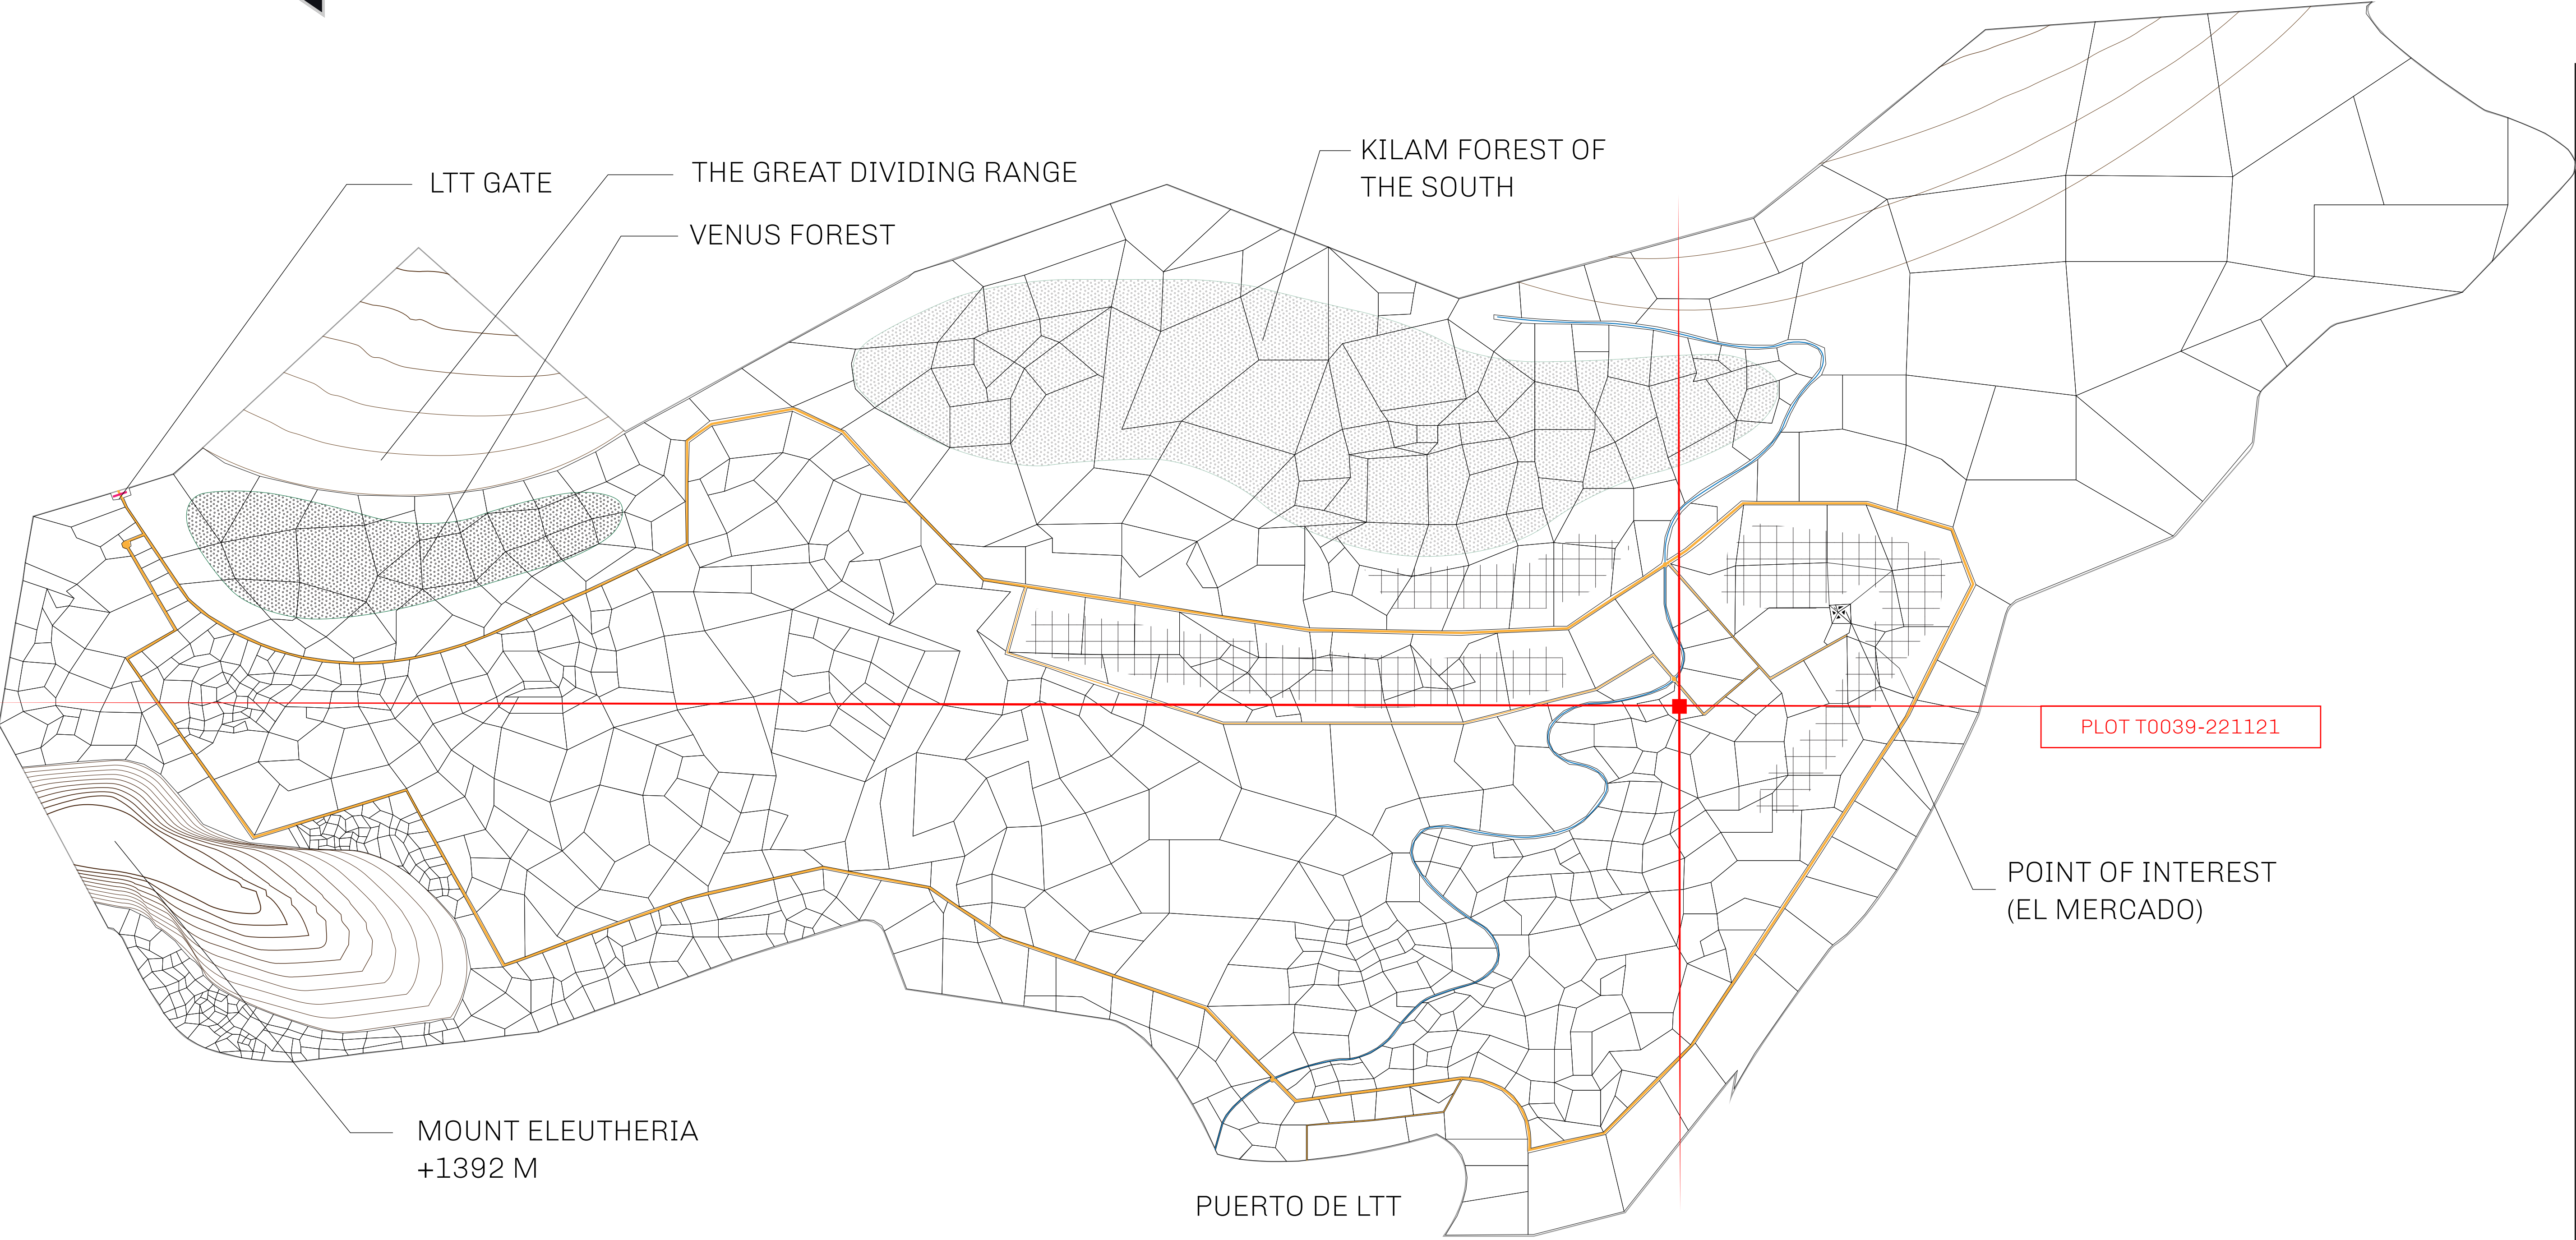 KILAM FOREST OF
THE SOUTH
THE GREAT DIVIDING RANGE
LTT GATE
VENUS FOREST
PLOT T0039-221121
POINT OF INTEREST
(EL MERCADO)
MOUNT ELEUTHERIA
+1392 M
PUERTO DE LTT